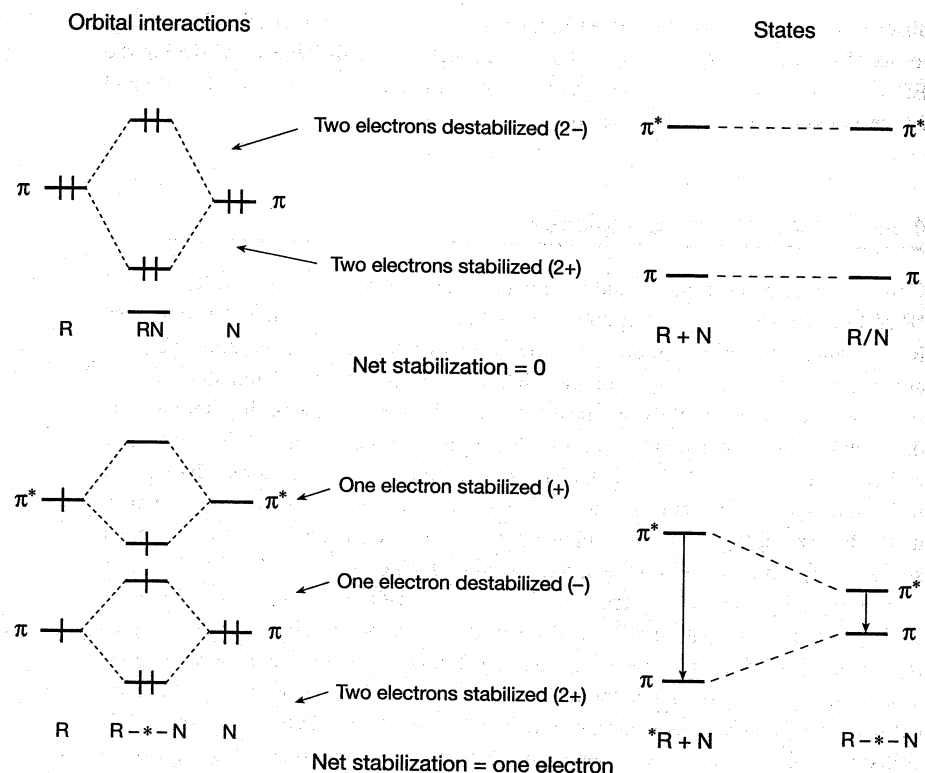 Orbital interactions
States
Two electrons destabilized (2–)
π* π*
π π
Two electrons stabilized (2+)
π π
R RN N
R + N R/N
Net stabilization = 0
π* π*
One electron stabilized (+)
π* π*
One electron destabilized (–)
π π
π
Two electrons stabilized (2+)
R R–*–N N
*R + N R–*–N
Net stabilization = one electron